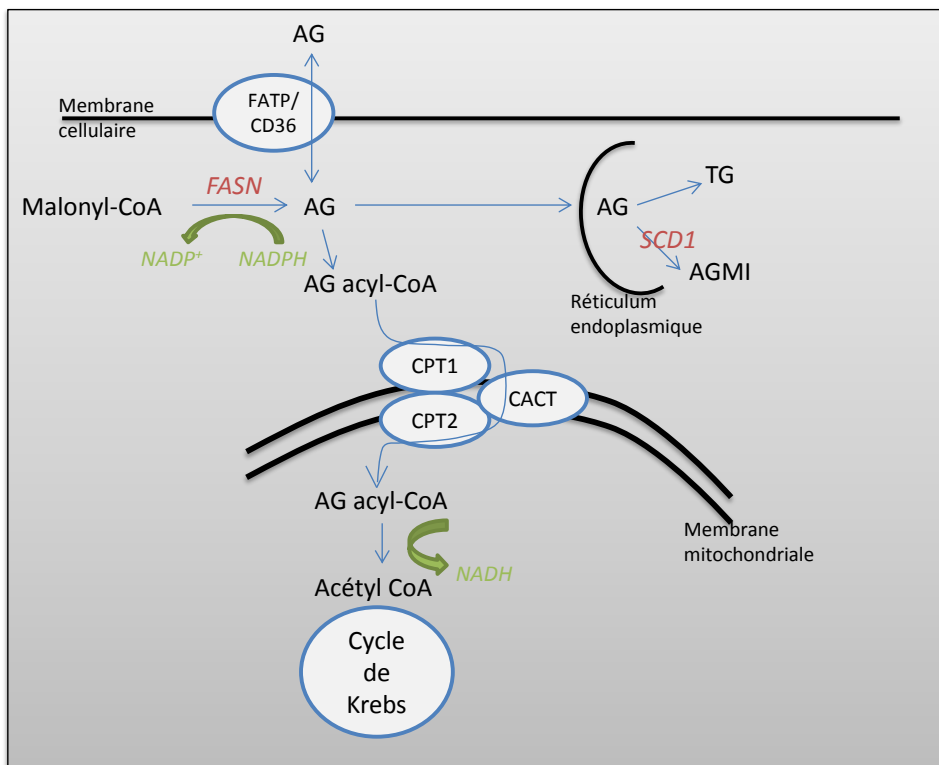 AG
FATP/
CD36
Membrane
cellulaire
Malonyl-CoA
FASN
AG
NADP+
NADPH
AG acyl-CoA
AG
TG
SCD1
AGMI
Réticulum
endoplasmique
CPT1
CACT
CPT2
AG acyl-CoA
Membrane
mitochondriale
NADH
Acétyl CoA
Cycle
de
Krebs